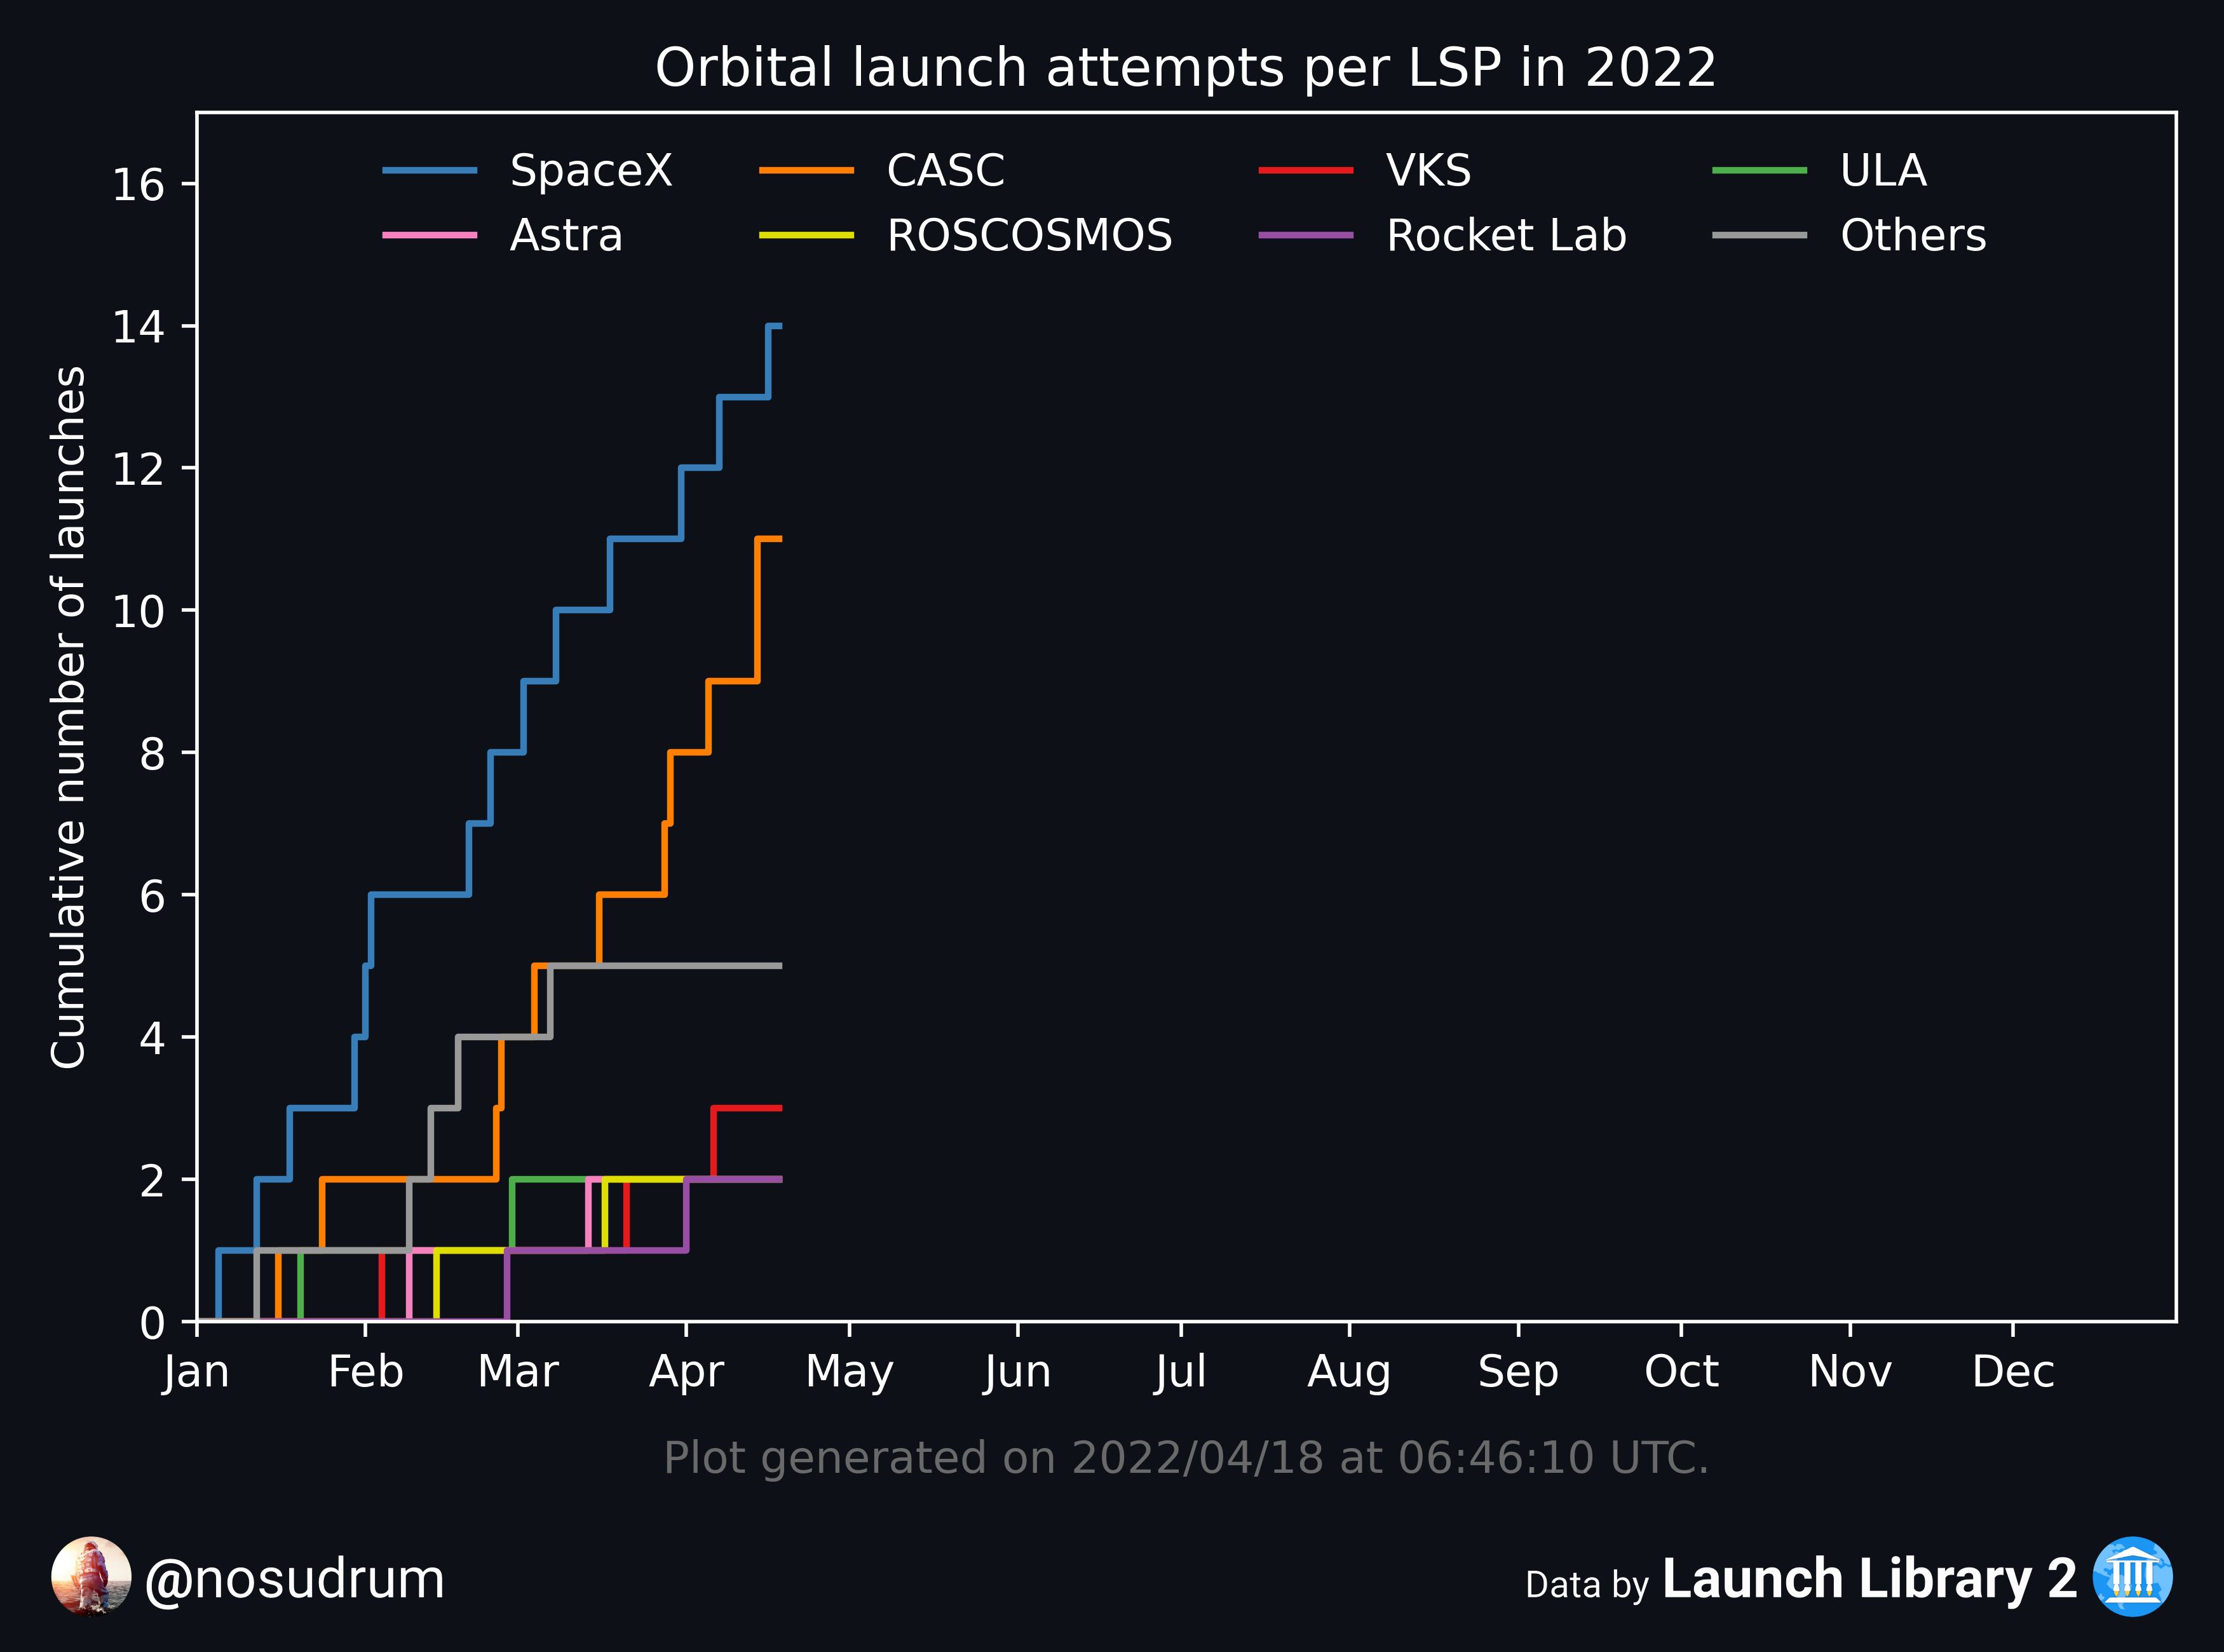 Orbital launch attempts per LSP in 2022
SpaceX CASC VKS ULA
Astra ROSCOSMOS Rocket Lab Others
Cumulative number of launches
16
14
12
10
8
6
4
2
0
Jan Feb Mar Apr May Jun Jul Aug Sep Oct Nov Dec
Plot generated on 2022/04/18 at 06:46:10 UTC.
@nosudrum
Data by Launch Library 2